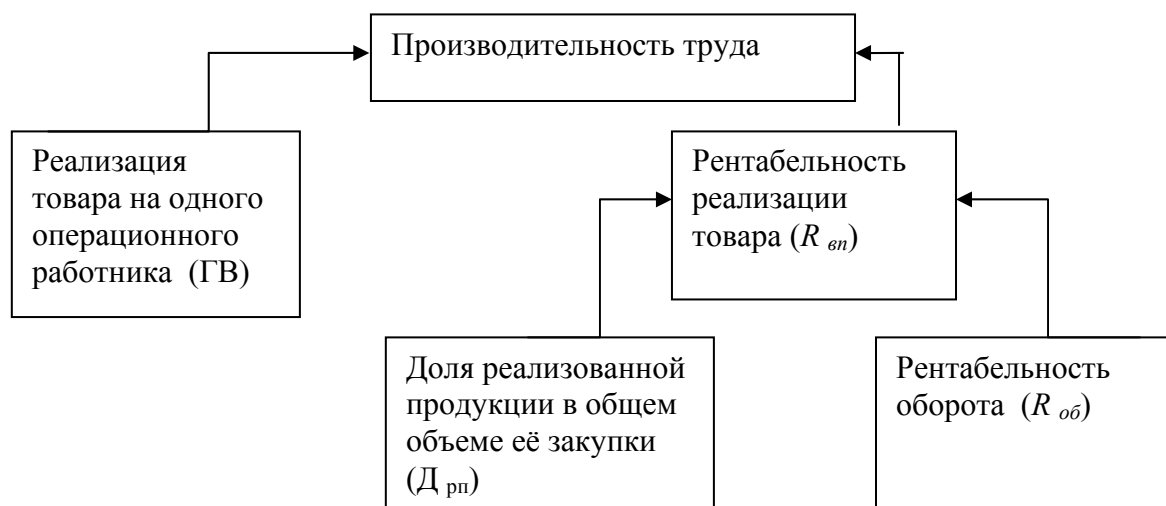 Производительность труда
Реализация
товара на одного
операционного
работника (ГВ)
Рентабельность
реализации
товара (R вп)
Доля реализованной
продукции в общем
объеме её закупки
(Д рп)
Рентабельность
оборота (R об)